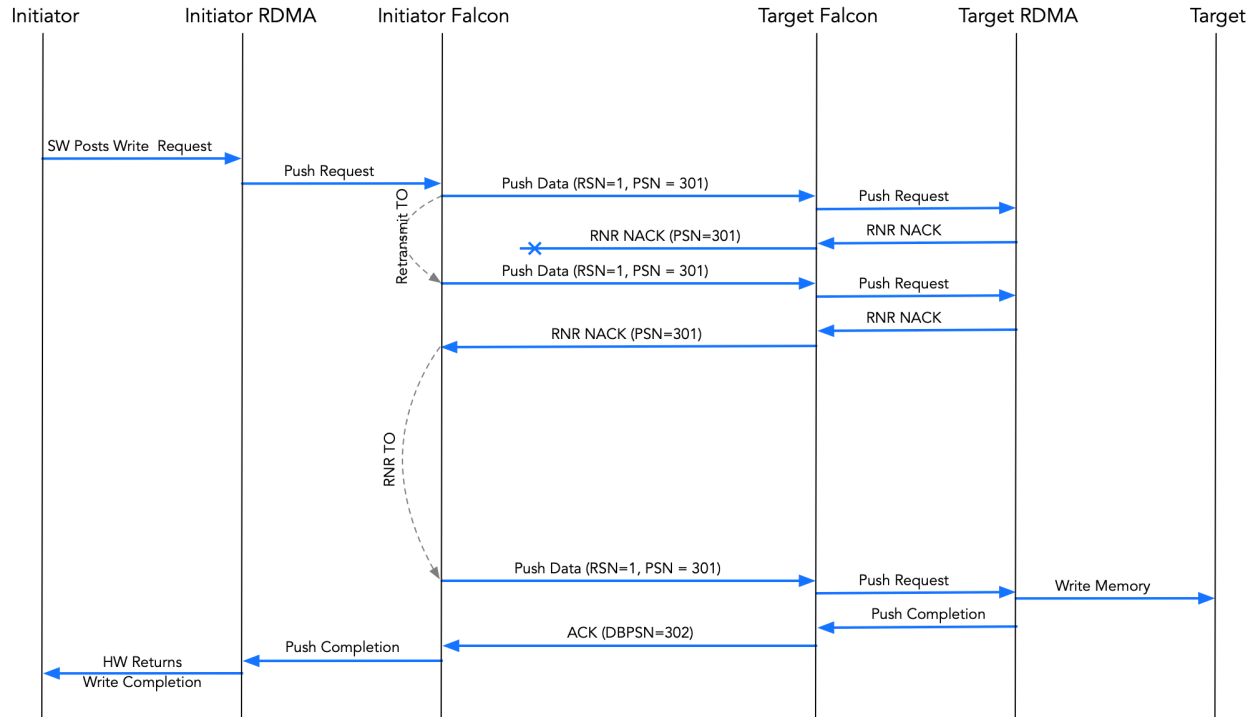 Initiator
Initiator RDMA
Initiator Falcon
Target Falcon
Target RDMA
Target
SW Posts Write Request
Push Request
Push Data (RSN=1, PSN = 301)
Push Request
Retransmit TO
RNR NACK
RNR NACK (PSN=301)
Push Data (RSN=1, PSN = 301)
Push Request
RNR NACK
RNR NACK (PSN=301)
RNR TO
Push Data (RSN=1, PSN = 301)
Push Request
Write Memory
Push Completion
ACK (DBPSN=302)
Push Completion
HW Returns
Write Completion